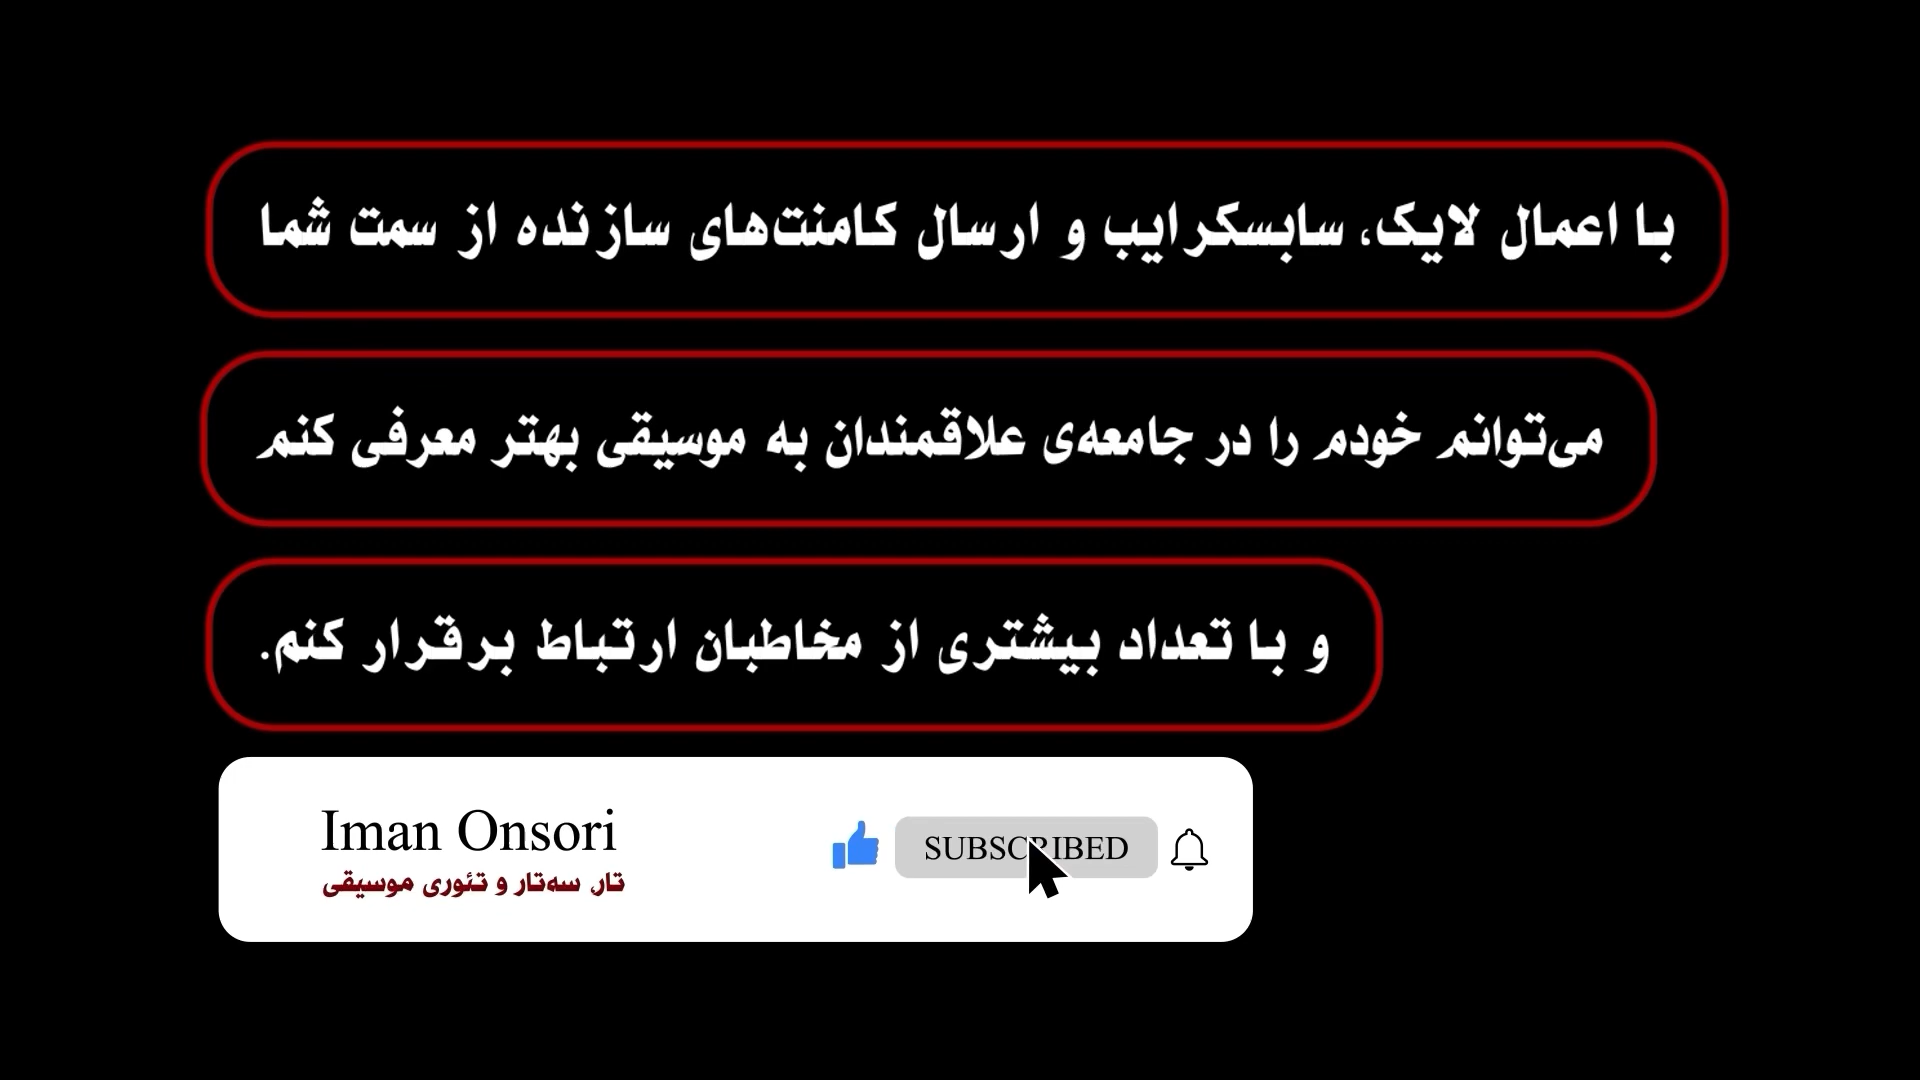 با اعمال لایک، سابسکرایب و ارسال کامنت‌های سازنده از سمت شما
می‌توانم خودم را در جامعه‌ی علاقمندان به موسیقی بهتر معرفی کنم
و با تعداد بیشتری از مخاطبان ارتباط برقرار کنم.
Iman Onsori
SUBSCRIBED
تار، سه‌تار و تئوری موسیقی